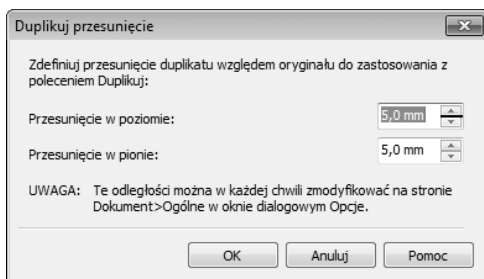 Duplikuj przesunięcie
Zdefiniuj przesunięcie duplikatu względem oryginału do zastosowania z
poleceniem Duplikuj:
Przesunięcie w poziomie: 5,0 mm
Przesunięcie w pionie: 5,0 mm
UWAGA: Te odległości można w każdej chwili zmodyfikować na stronie
Dokument>Ogólne w oknie dialogowym Opcje.
OK Anuluj Pomoc